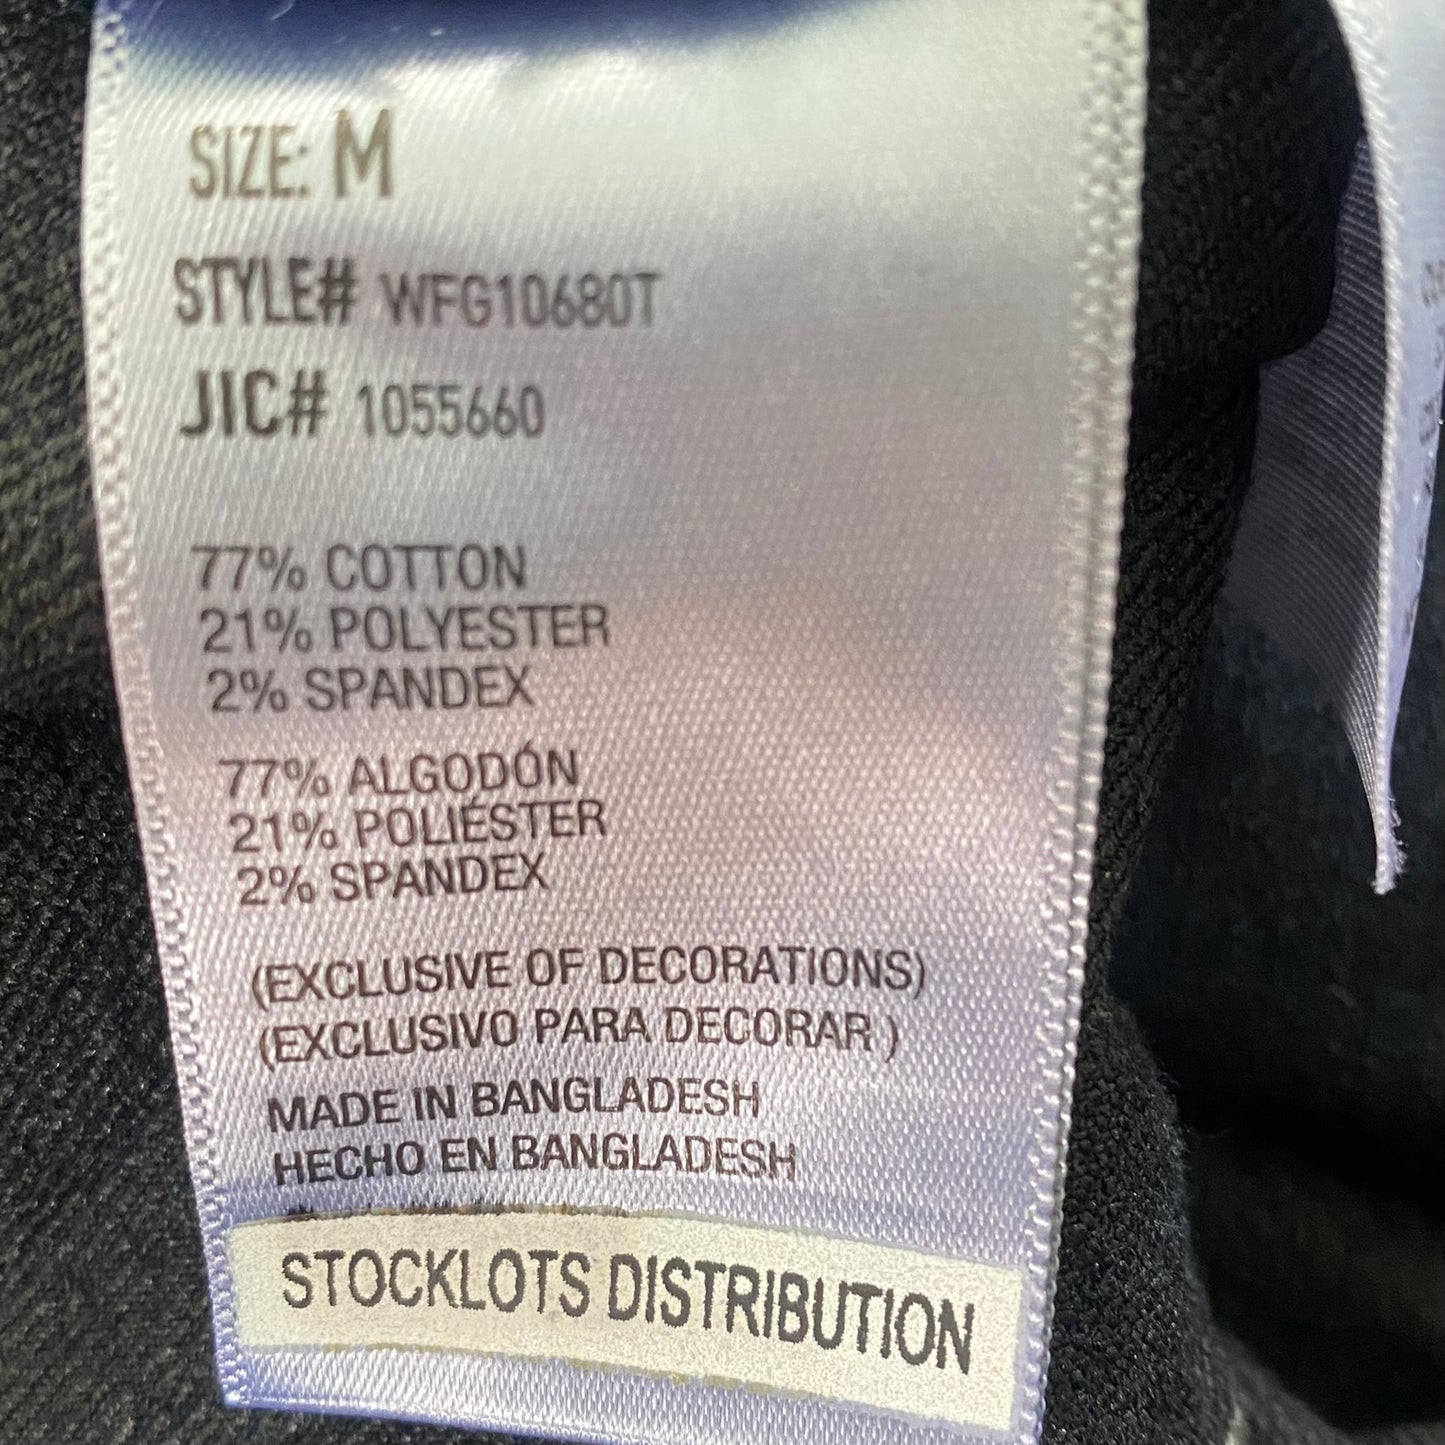 SIZE: M
STYLE# WFG10680T
JIC# 1055660
77% COTTON
21% POLYESTER
2% SPANDEX
77% ALGODÓN
21% POLIÉSTER
2% SPANDEX
(EXCLUSIVE OF DECORATIONS)
(EXCLUSIVO PARA DECORAR )
MADE IN BANGLADESH
HECHO EN BANGLADESH
STOCKLOTS DISTRIBUTION